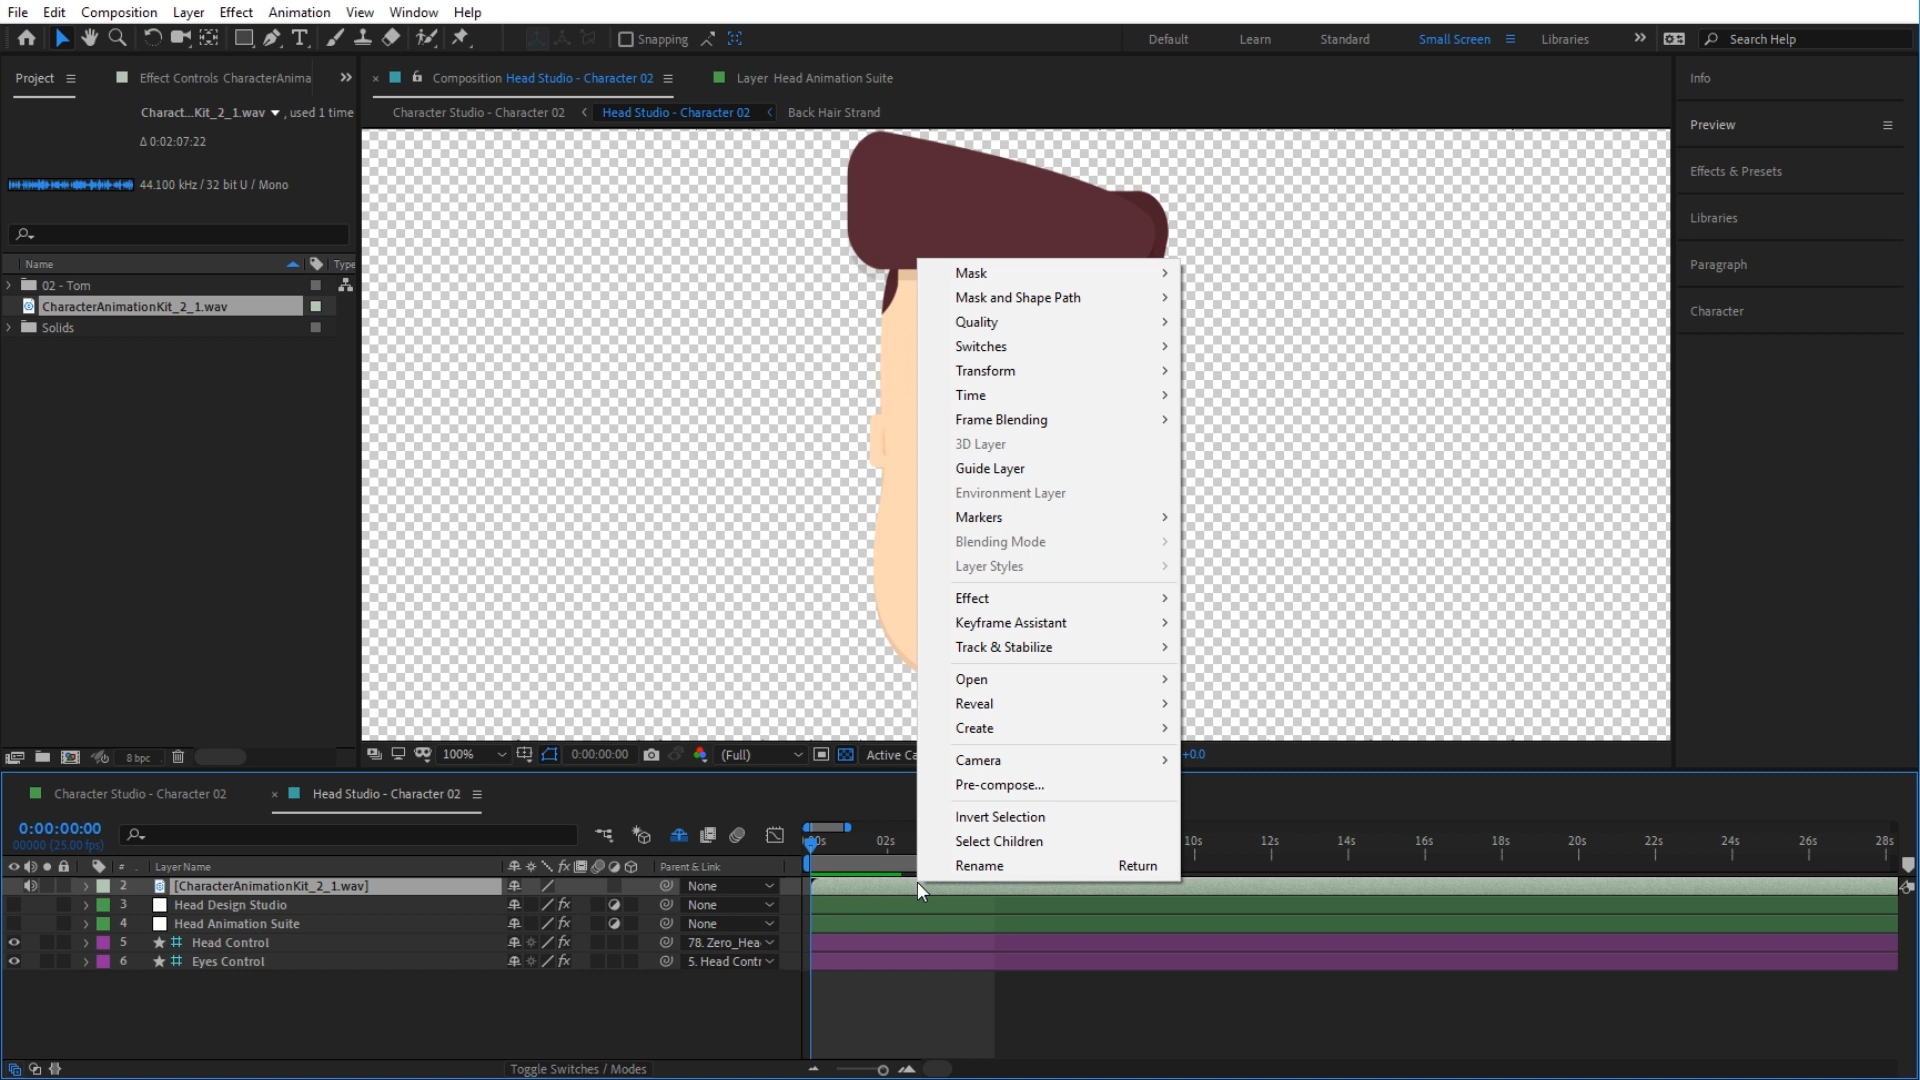 File Edit Composition Layer Effect Animation View Window Help
Snapping Default Learn Standard Small Screen Libraries Search Help
Project Effect Controls CharacterAnima
Composition Head Studio - Character 02 Layer Head Animation Suite
Info
Charact...Kit_2_1.wav , used 1 time
Character Studio - Character 02 Head Studio - Character 02 Back Hair Strand
Preview
Δ 0:02:07:22
Effects & Presets
44.100 kHz / 32 bit U / Mono
Libraries
Name Type
Paragraph
02 - Tom
CharacterAnimationKit_2_1.wav
Character
Solids
Mask
Mask and Shape Path
Quality
Switches
Transform
Time
Frame Blending
3D Layer
Guide Layer
Environment Layer
Markers
Blending Mode
Layer Styles
Effect
Keyframe Assistant
Track & Stabilize
Open
Reveal
Create
Camera
Pre-compose...
Invert Selection
Select Children
Rename Return
8 bpc
100% 0:00:00:00 (Full) Active Ca +0.0
Character Studio - Character 02 Head Studio - Character 02
0:00:00:00
00000 (25.00 fps)
02s 10s 12s 14s 16s 18s 20s 22s 24s 26s 28s
# Layer Name Parent & Link
2 [CharacterAnimationKit_2_1.wav] None
3 Head Design Studio None
4 Head Animation Suite None
5 Head Control 78. Zero_Hea
6 Eyes Control 5. Head Contr
Toggle Switches / Modes